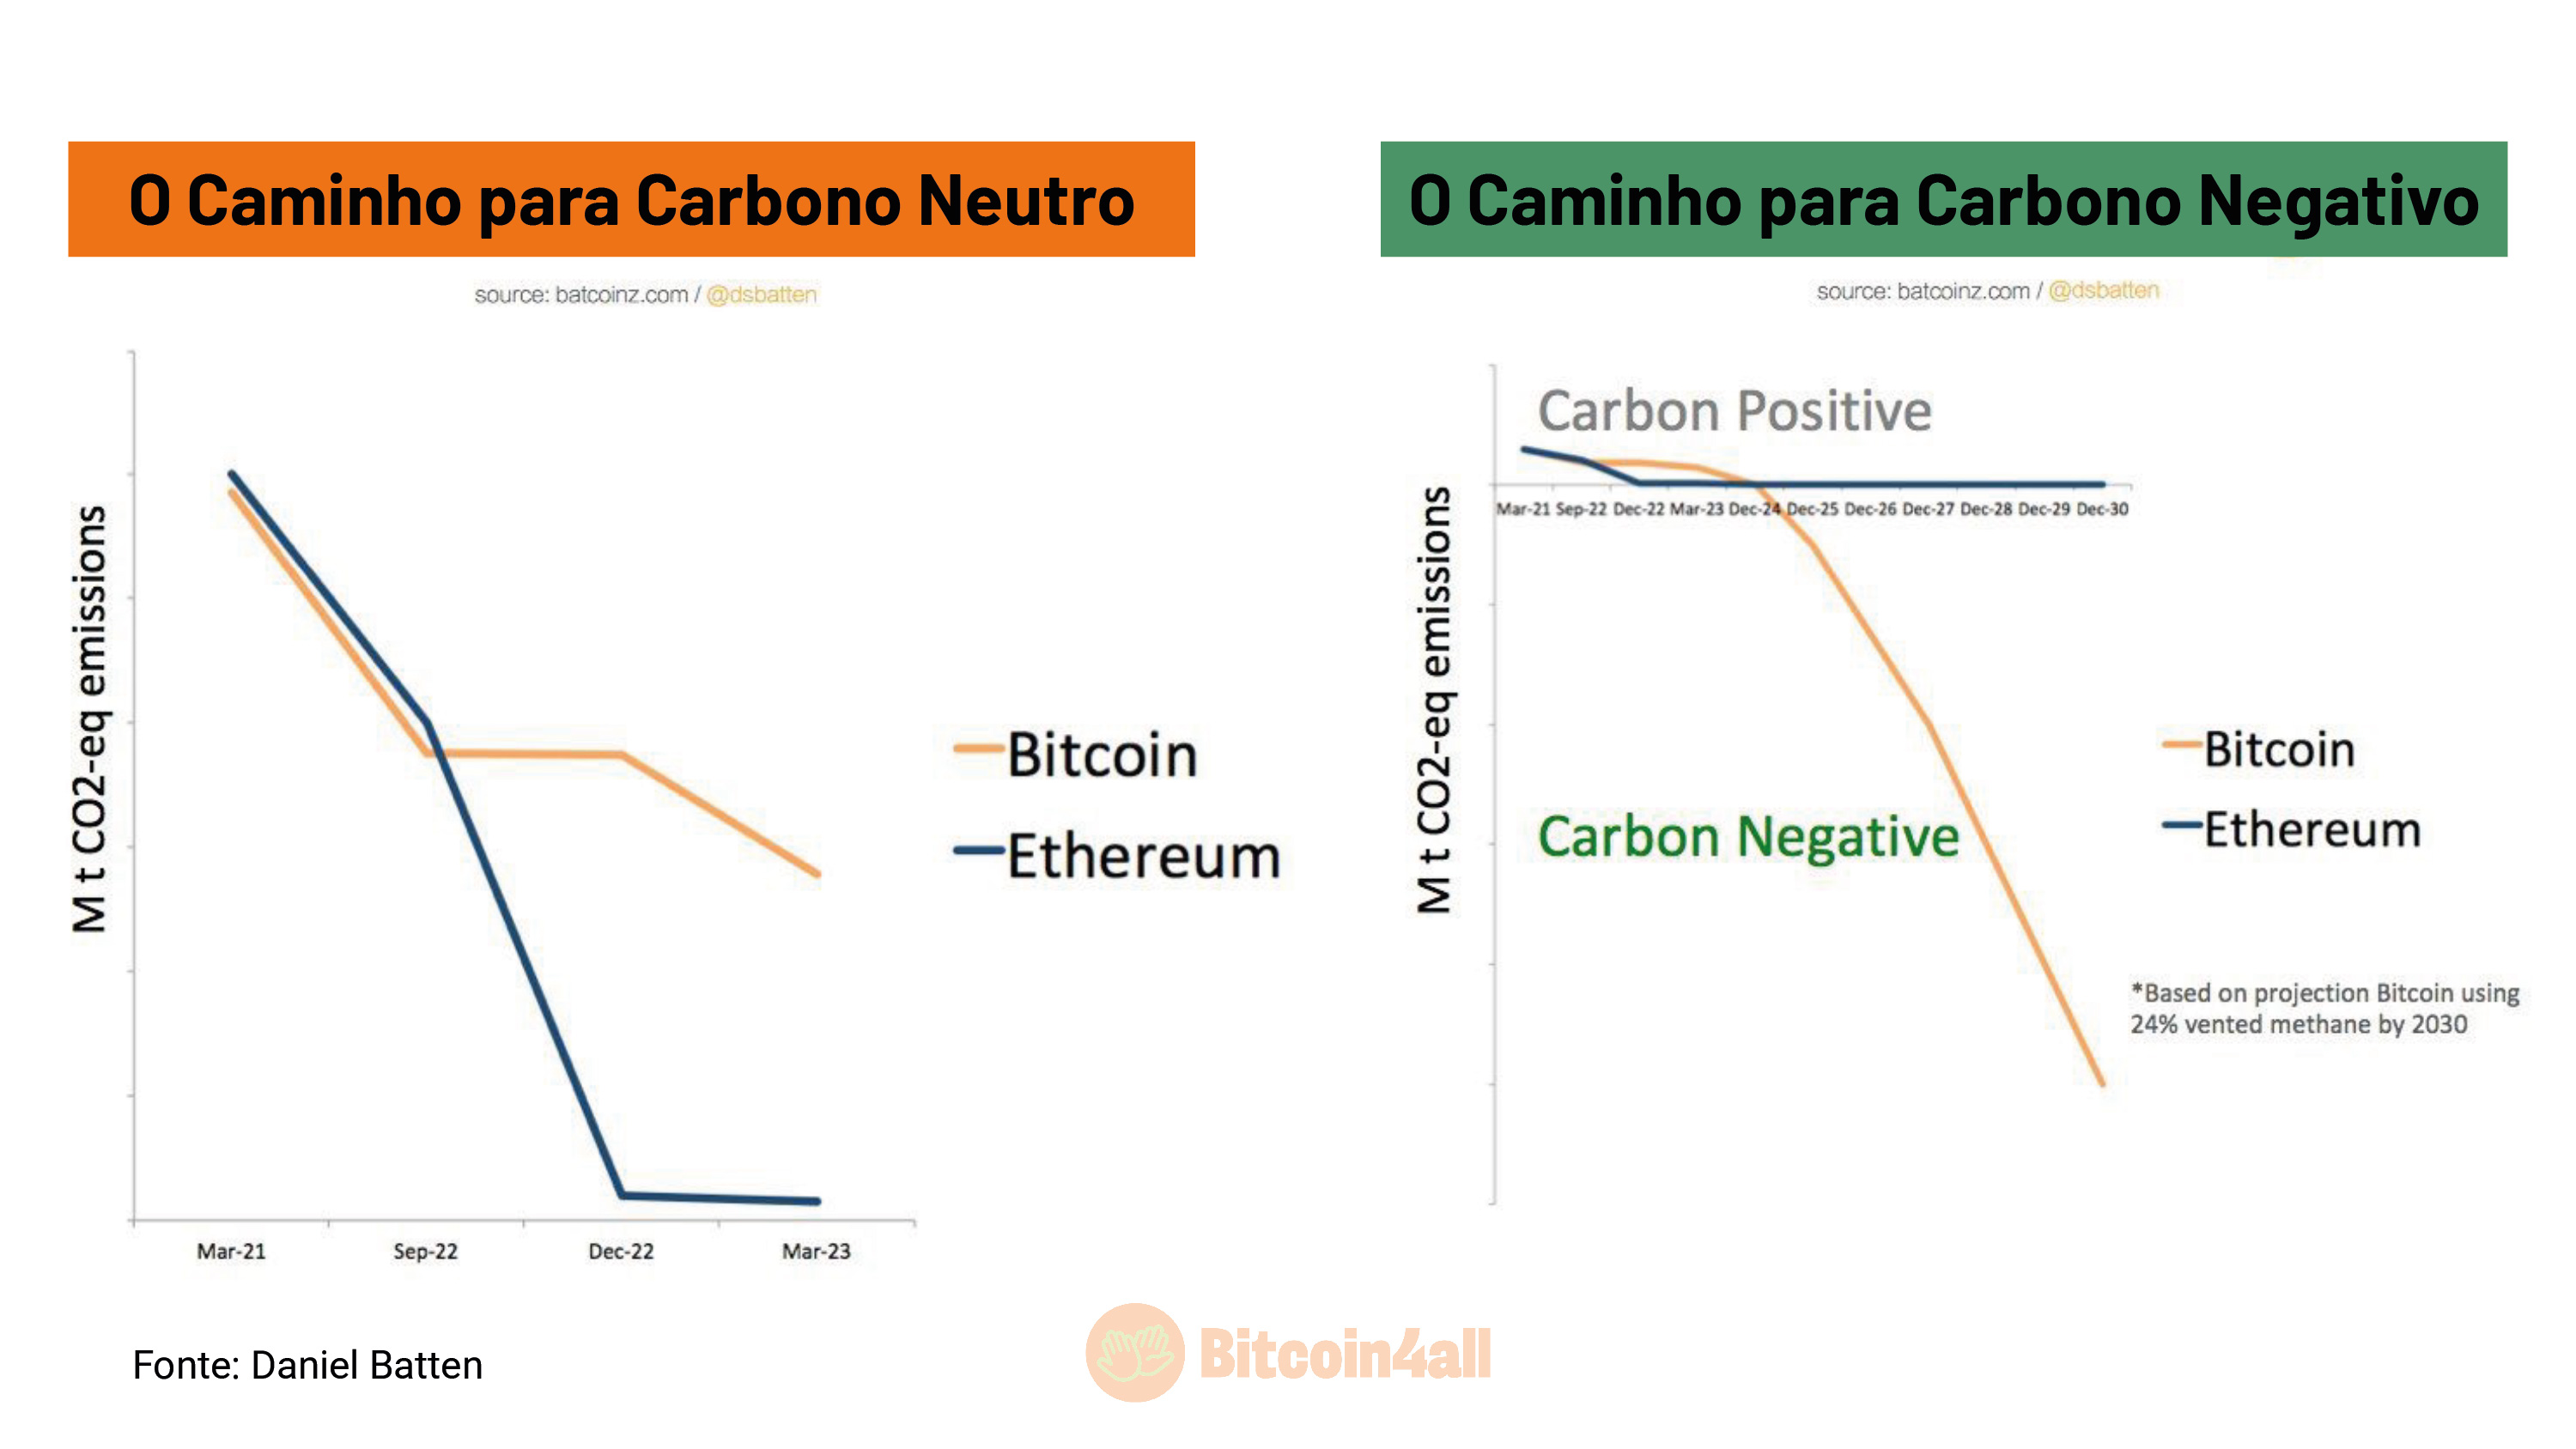 O Caminho para Carbono Neutro
source: batcoinz.com / @dsbatten
M t CO2-eq emissions
Bitcoin
Ethereum
Mar-21 Sep-22 Dec-22 Mar-23
O Caminho para Carbono Negativo
source: batcoinz.com / @dsbatten
Carbon Positive
Mar-21 Sep-22 Dec-22 Mar-23 Dec-24 Dec-25 Dec-26 Dec-27 Dec-28 Dec-29 Dec-30
M t CO2-eq emissions
Carbon Negative
Bitcoin
Ethereum
*Based on projection Bitcoin using
24% vented methane by 2030
Fonte: Daniel Batten
Bitcoin4all